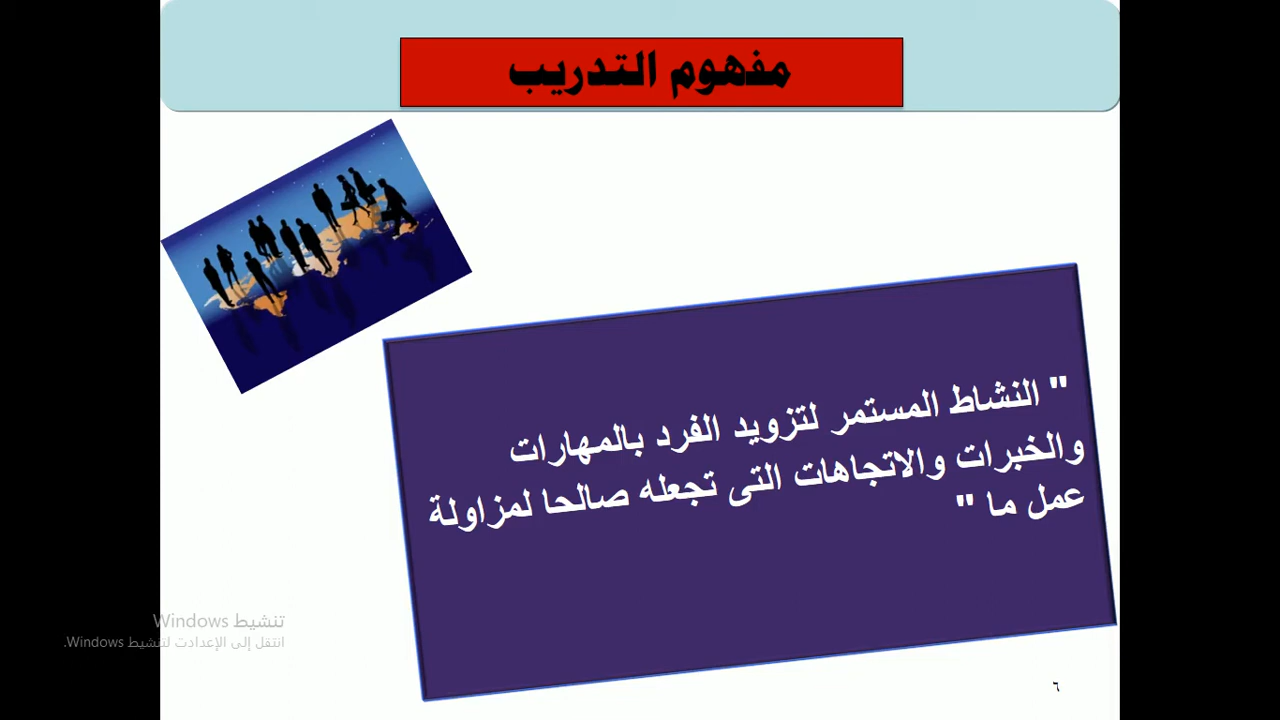 مفهوم التدريب
" النشاط المستمر لتزويد الفرد بالمهارات
والخبرات والاتجاهات التى تجعله صالحا لمزاولة
عمل ما "
تنشيط Windows
انتقل إلى الإعدادت لتنشيط Windows.
٦